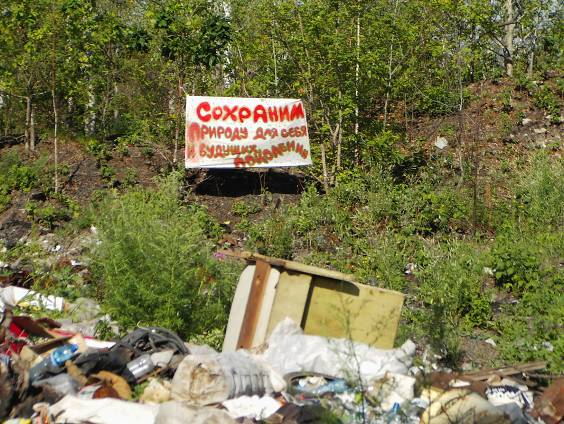 Сохраним
природу для себя
и будущих
поколений